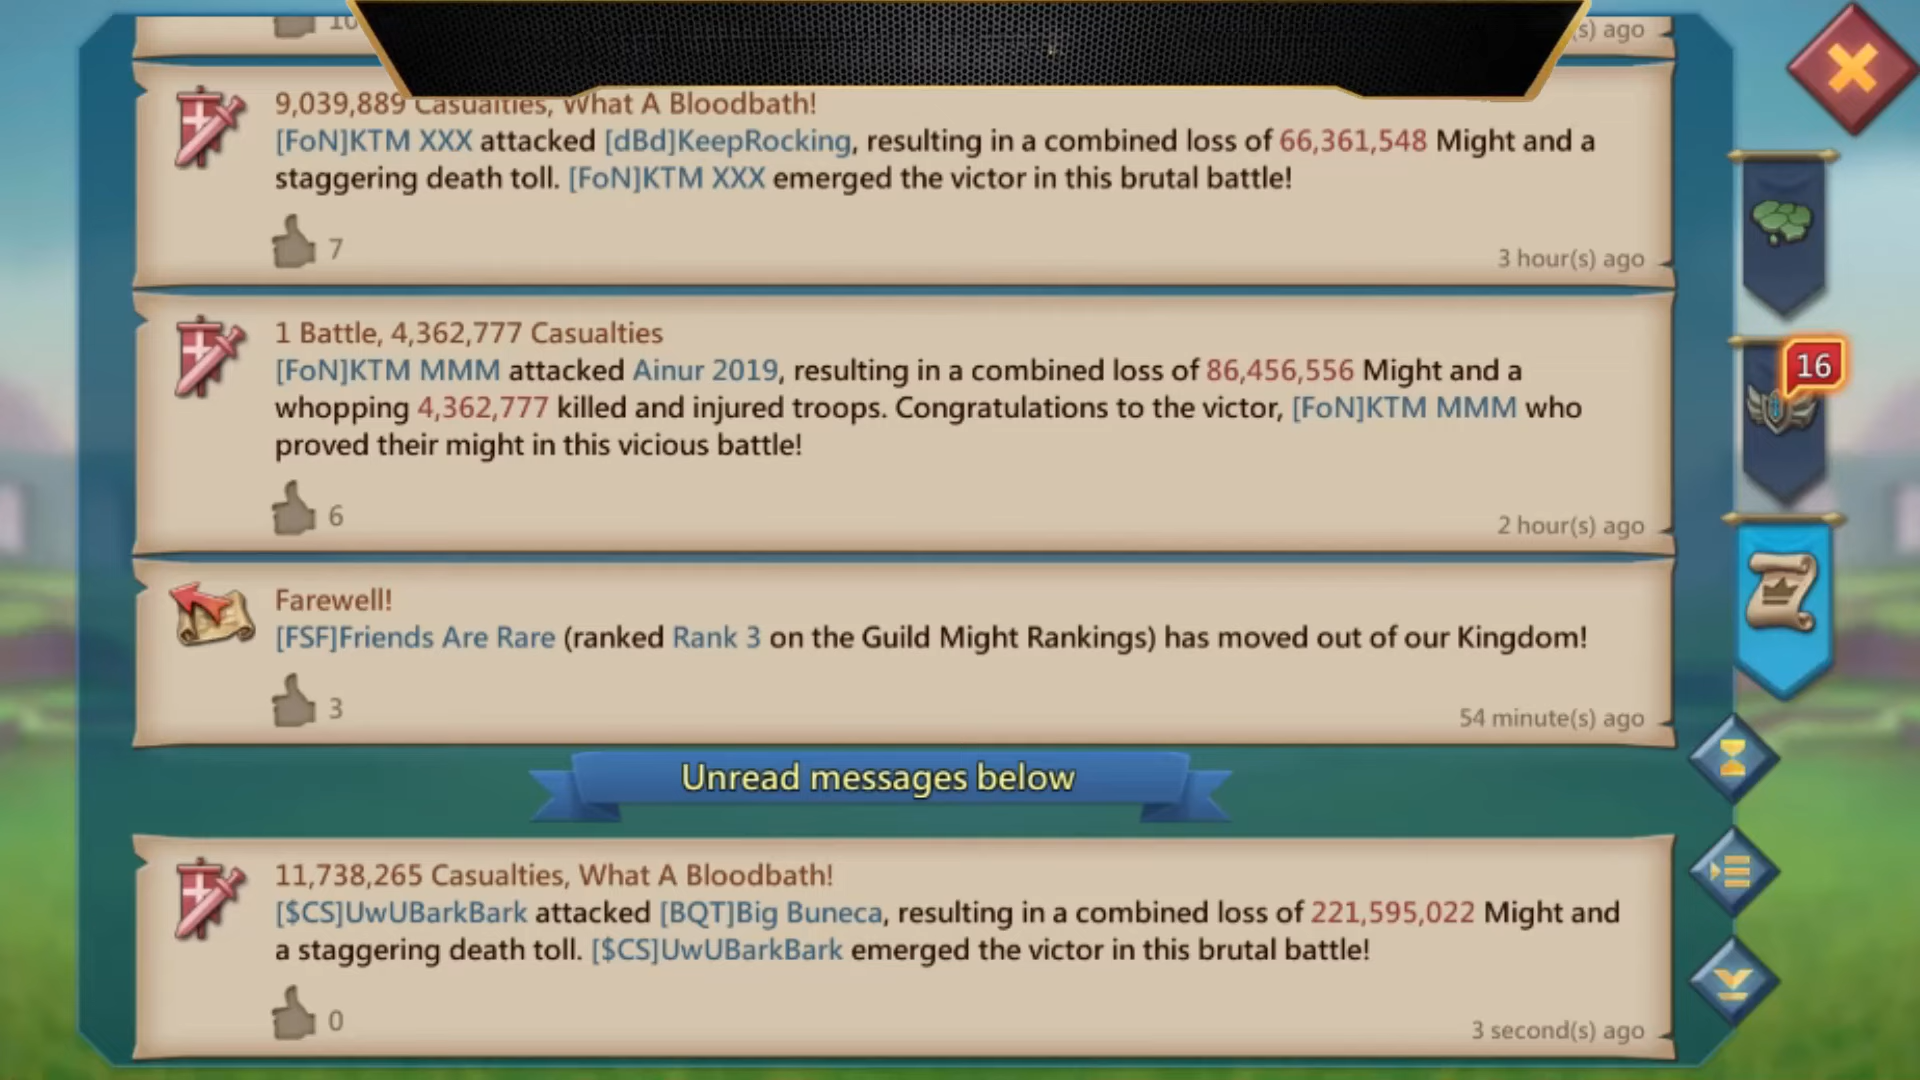 10
(s) ago
9,039,889 Casualties, What A Bloodbath!
[FoN]KTM XXX attacked [dBd]KeepRocking, resulting in a combined loss of 66,361,548 Might and a
staggering death toll. [FoN]KTM XXX emerged the victor in this brutal battle!
7
3 hour(s) ago
1 Battle, 4,362,777 Casualties
[FoN]KTM MMM attacked Ainur 2019, resulting in a combined loss of 86,456,556 Might and a
whopping 4,362,777 killed and injured troops. Congratulations to the victor, [FoN]KTM MMM who
proved their might in this vicious battle!
6
2 hour(s) ago
16
Farewell!
[FSF]Friends Are Rare (ranked Rank 3 on the Guild Might Rankings) has moved out of our Kingdom!
3
54 minute(s) ago
Unread messages below
11,738,265 Casualties, What A Bloodbath!
[$CS]UwUBarkBark attacked [BQT]Big Buneca, resulting in a combined loss of 221,595,022 Might and
a staggering death toll. [$CS]UwUBarkBark emerged the victor in this brutal battle!
0
3 second(s) ago